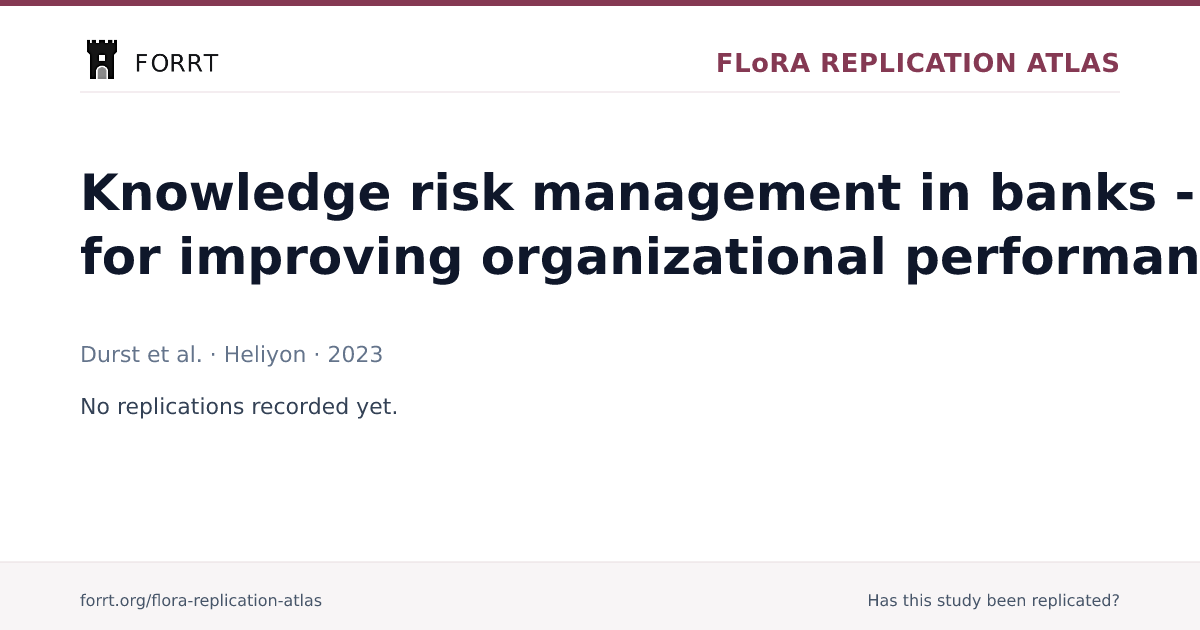 FORRT
FLoRA REPLICATION ATLAS
Knowledge risk management in banks -
for improving organizational performan
Durst et al. · Heliyon · 2023
No replications recorded yet.
forrt.org/flora-replication-atlas
Has this study been replicated?